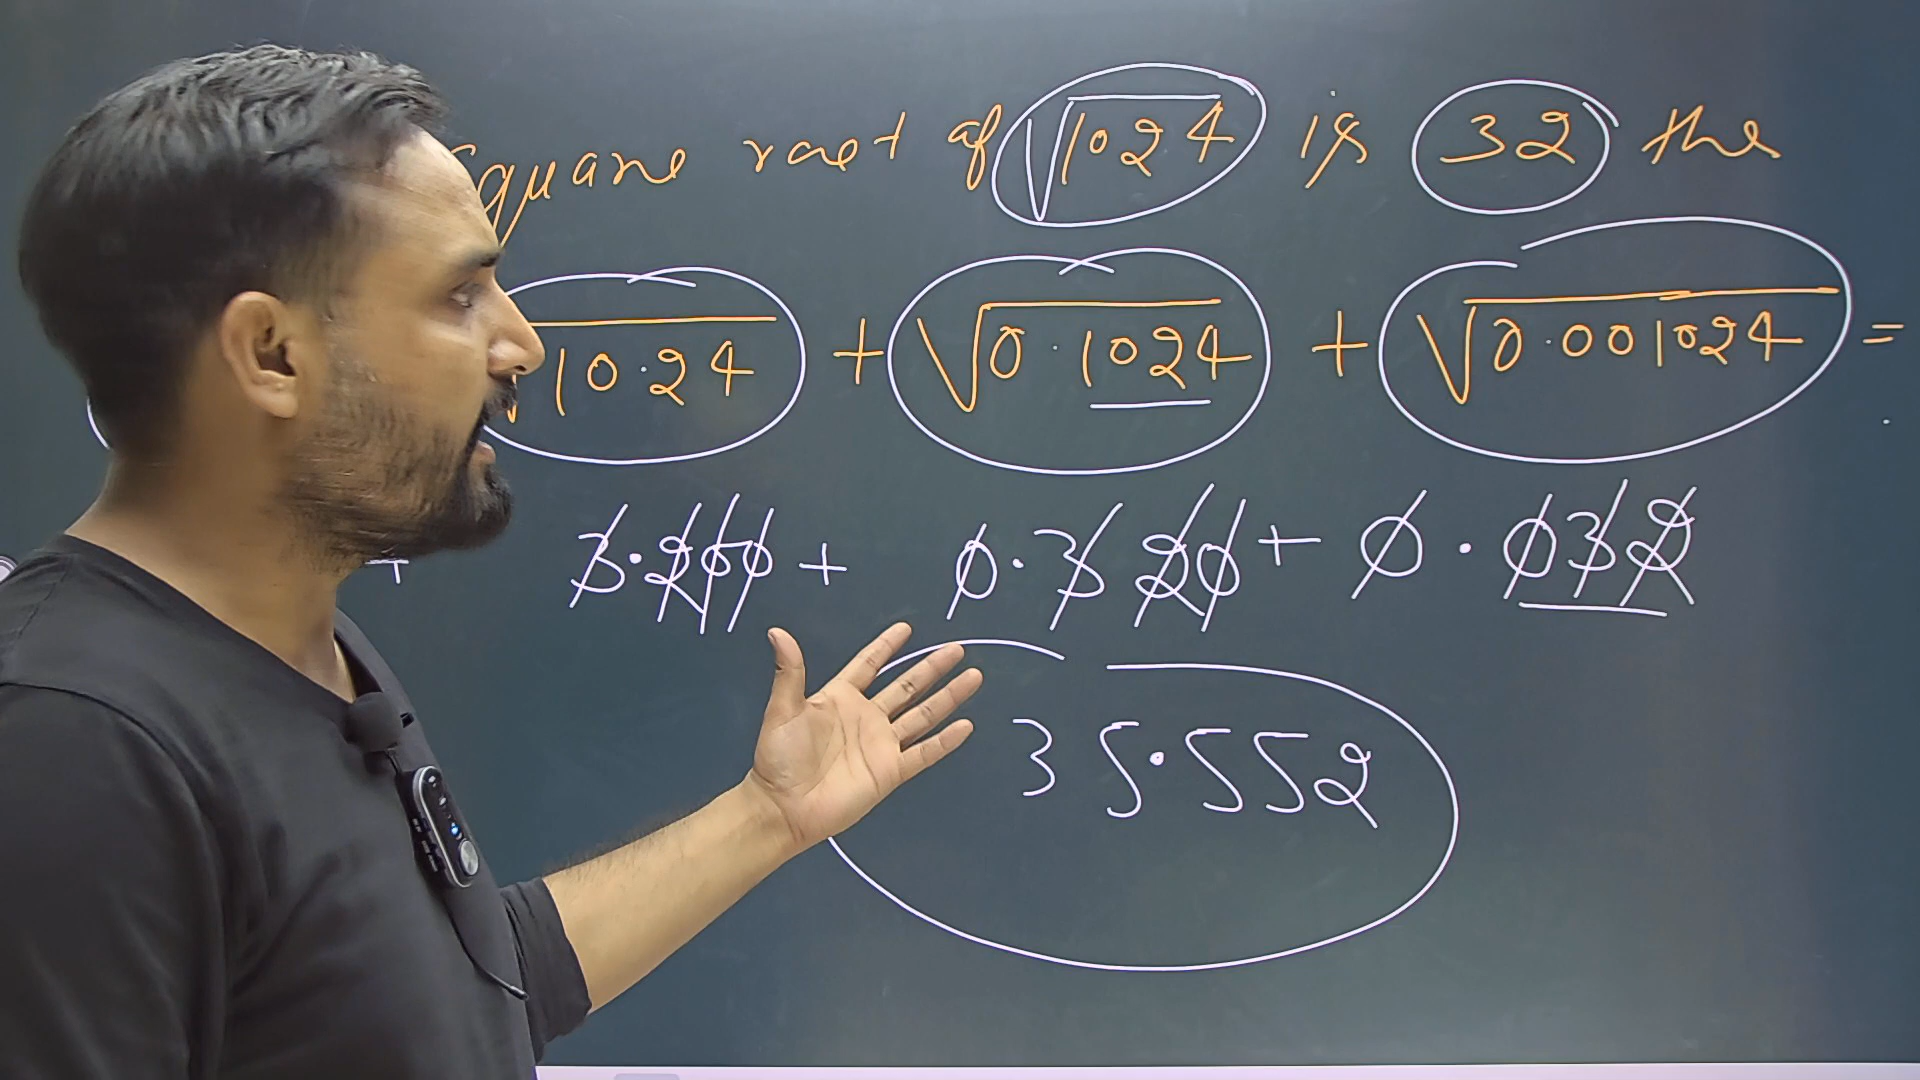 square root of √1024 is 32 the
√10.24 + √0.1024 + √0.001024 =
+ 3.200 + 0.320 + 0.032
35.552